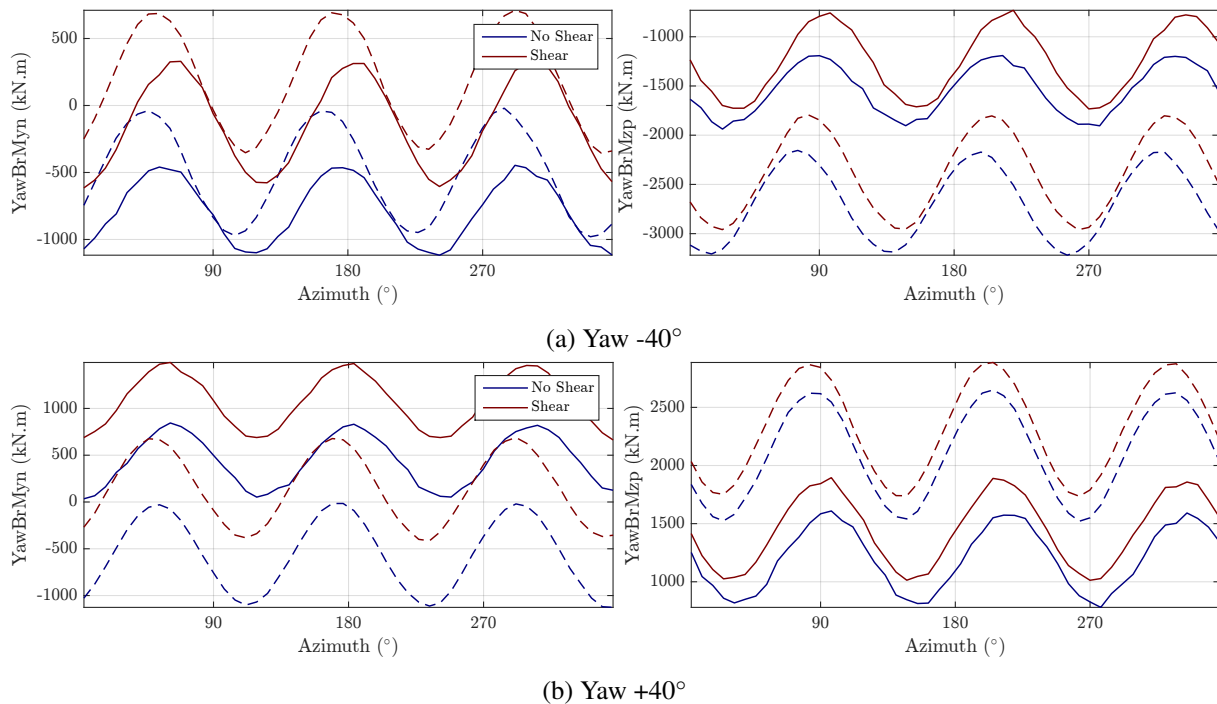 500
0
-500
-1000
YawBrMyn (kN.m)
No Shear
Shear
90
180
270
Azimuth (°)
-1000
-1500
-2000
-2500
-3000
YawBrMzp (kN.m)
90
180
270
Azimuth (°)
(a) Yaw -40°
1000
500
0
-500
-1000
YawBrMyn (kN.m)
No Shear
Shear
90
180
270
Azimuth (°)
2500
2000
1500
1000
YawBrMzp (kN.m)
90
180
270
Azimuth (°)
(b) Yaw +40°